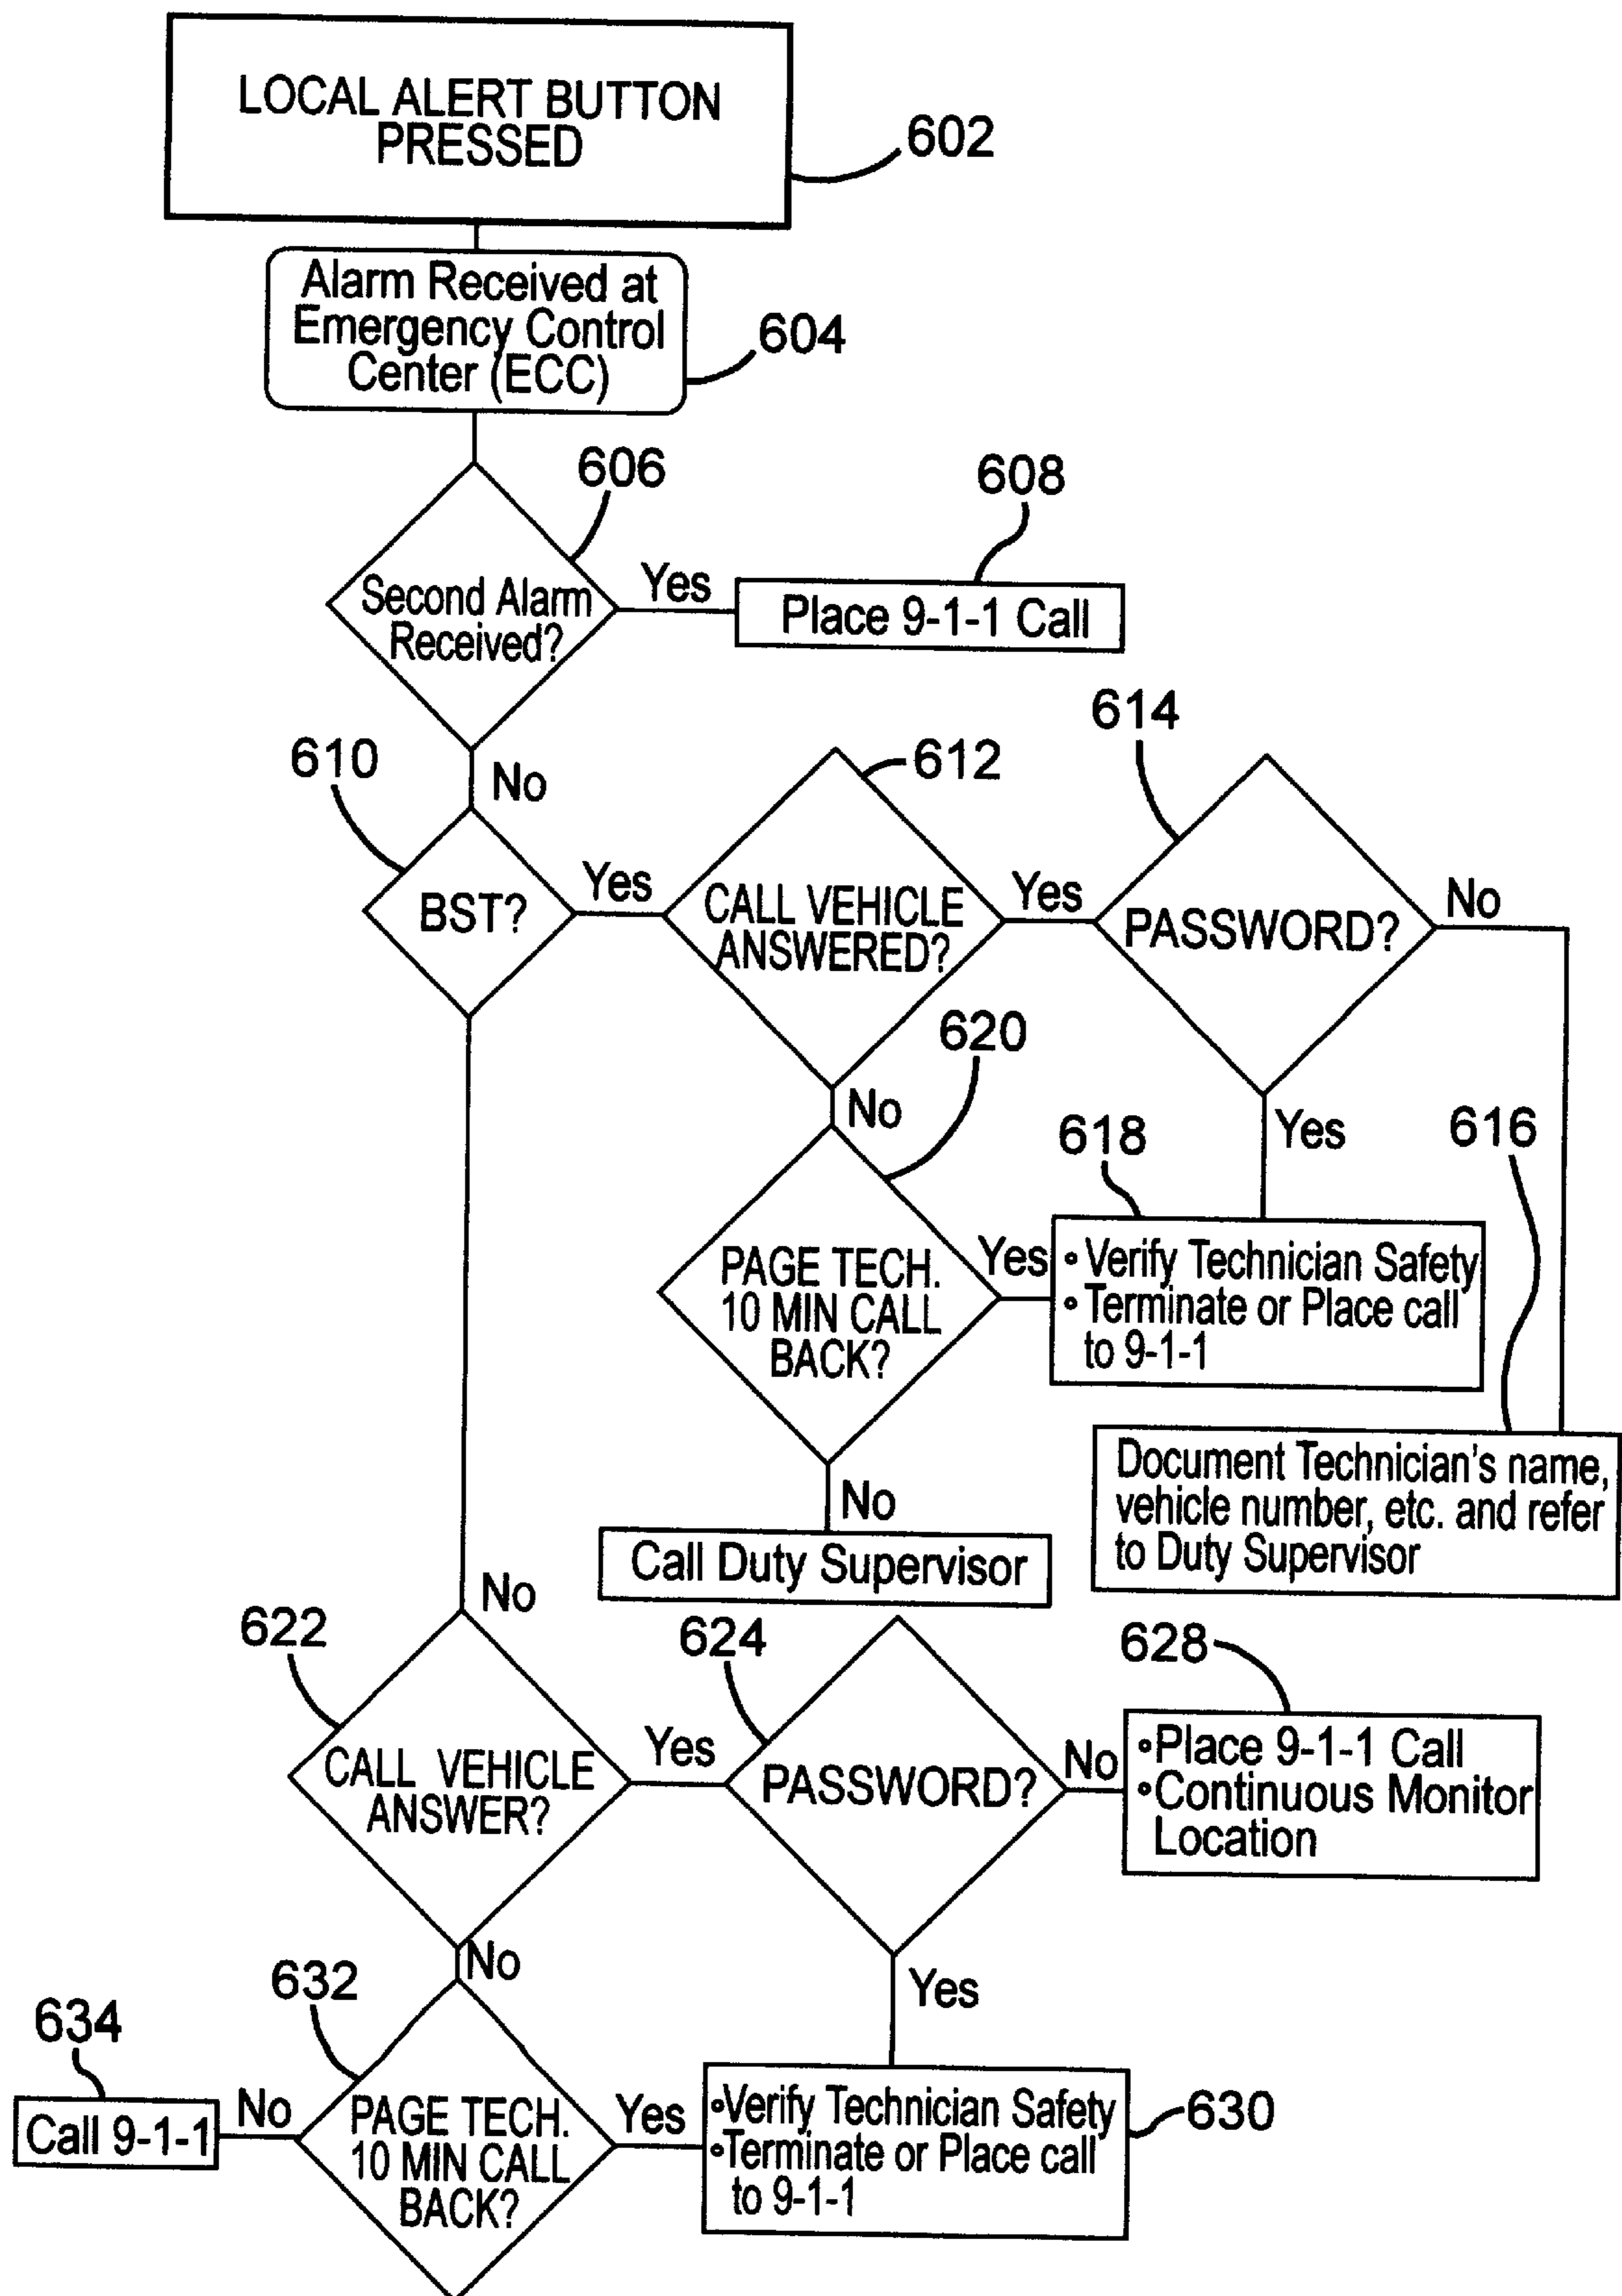 LOCAL ALERT BUTTON
PRESSED
602
Alarm Received at
Emergency Control
Center (ECC)
604
606
608
Second Alarm
Received?
Yes
Place 9-1-1 Call
614
610
No
612
BST?
Yes
CALL VEHICLE
ANSWERED?
Yes
PASSWORD?
No
620
No
618
Yes
616
PAGE TECH.
10 MIN CALL
BACK?
Yes
•Verify Technician Safety
•Terminate or Place call
to 9-1-1
No
Call Duty Supervisor
Document Technician's name,
vehicle number, etc. and refer
to Duty Supervisor
No
622
624
628
CALL VEHICLE
ANSWER?
Yes
PASSWORD?
No
•Place 9-1-1 Call
•Continuous Monitor
Location
No
632
Yes
634
Call 9-1-1
No
PAGE TECH.
10 MIN CALL
BACK?
Yes
•Verify Technician Safety
•Terminate or Place call
to 9-1-1
630